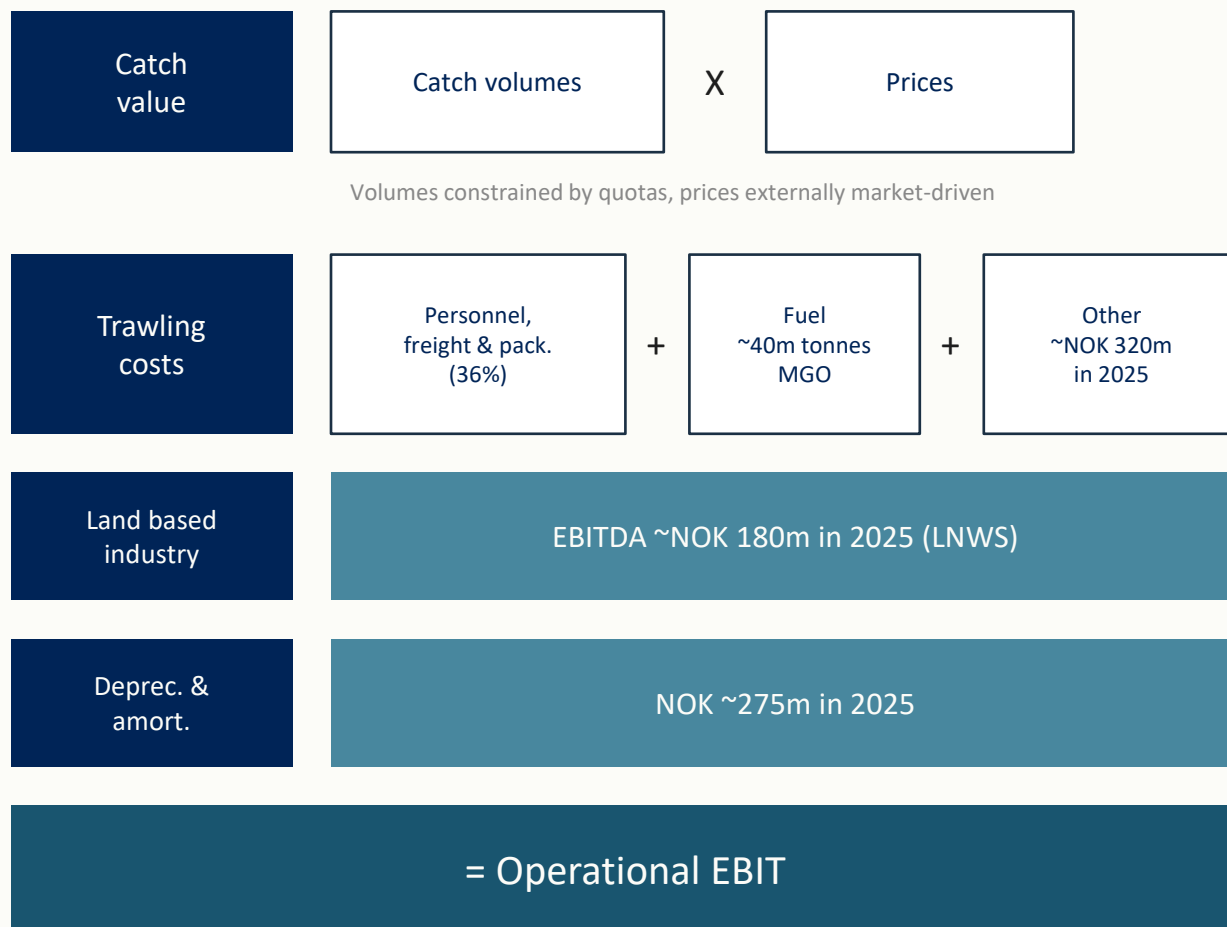 Catch
value
Catch volumes
X
Prices
Volumes constrained by quotas, prices externally market-driven
Trawling
costs
Personnel,
freight & pack.
(36%)
+
Fuel
~40m tonnes
MGO
+
Other
~NOK 320m
in 2025
Land based
industry
EBITDA ~NOK 180m in 2025 (LNWS)
Deprec. &
amort.
NOK ~275m in 2025
= Operational EBIT